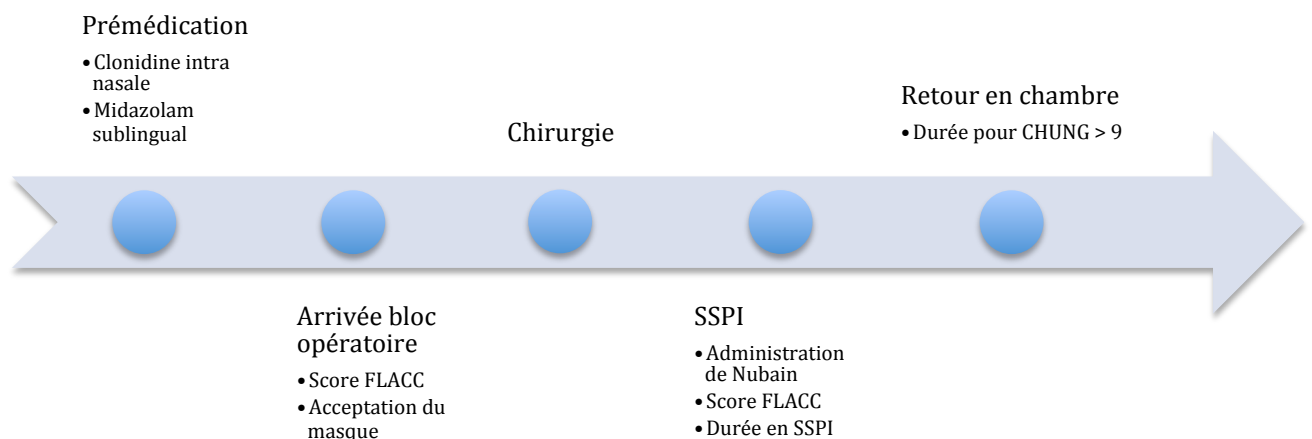 Prémédication
•Clonidine intra
nasale
•Midazolam
sublingual
Arrivée bloc
opératoire
•Score FLACC
•Acceptation du
masque
Chirurgie
SSPI
•Administration
de Nubain
•Score FLACC
•Durée en SSPI
Retour en chambre
•Durée pour CHUNG > 9